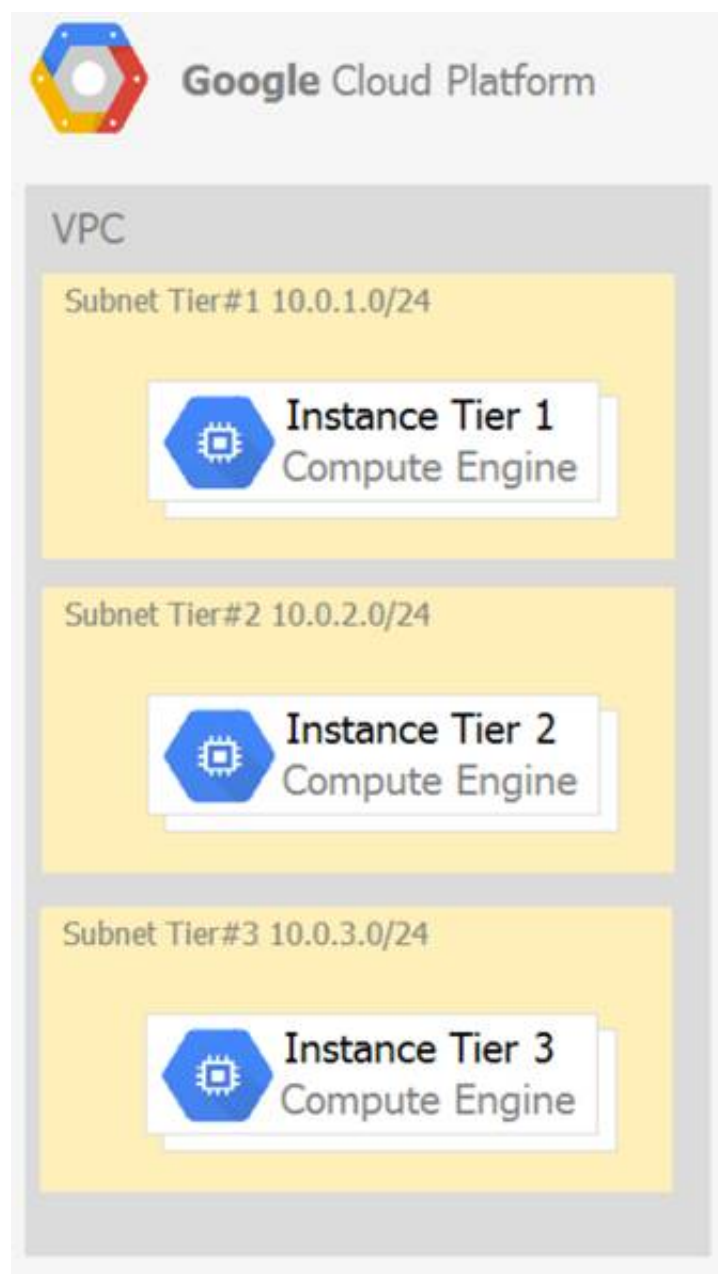 Google Cloud Platform
VPC
Subnet Tier#1 10.0.1.0/24
Instance Tier 1
Compute Engine
Subnet Tier#2 10.0.2.0/24
Instance Tier 2
Compute Engine
Subnet Tier#3 10.0.3.0/24
Instance Tier 3
Compute Engine